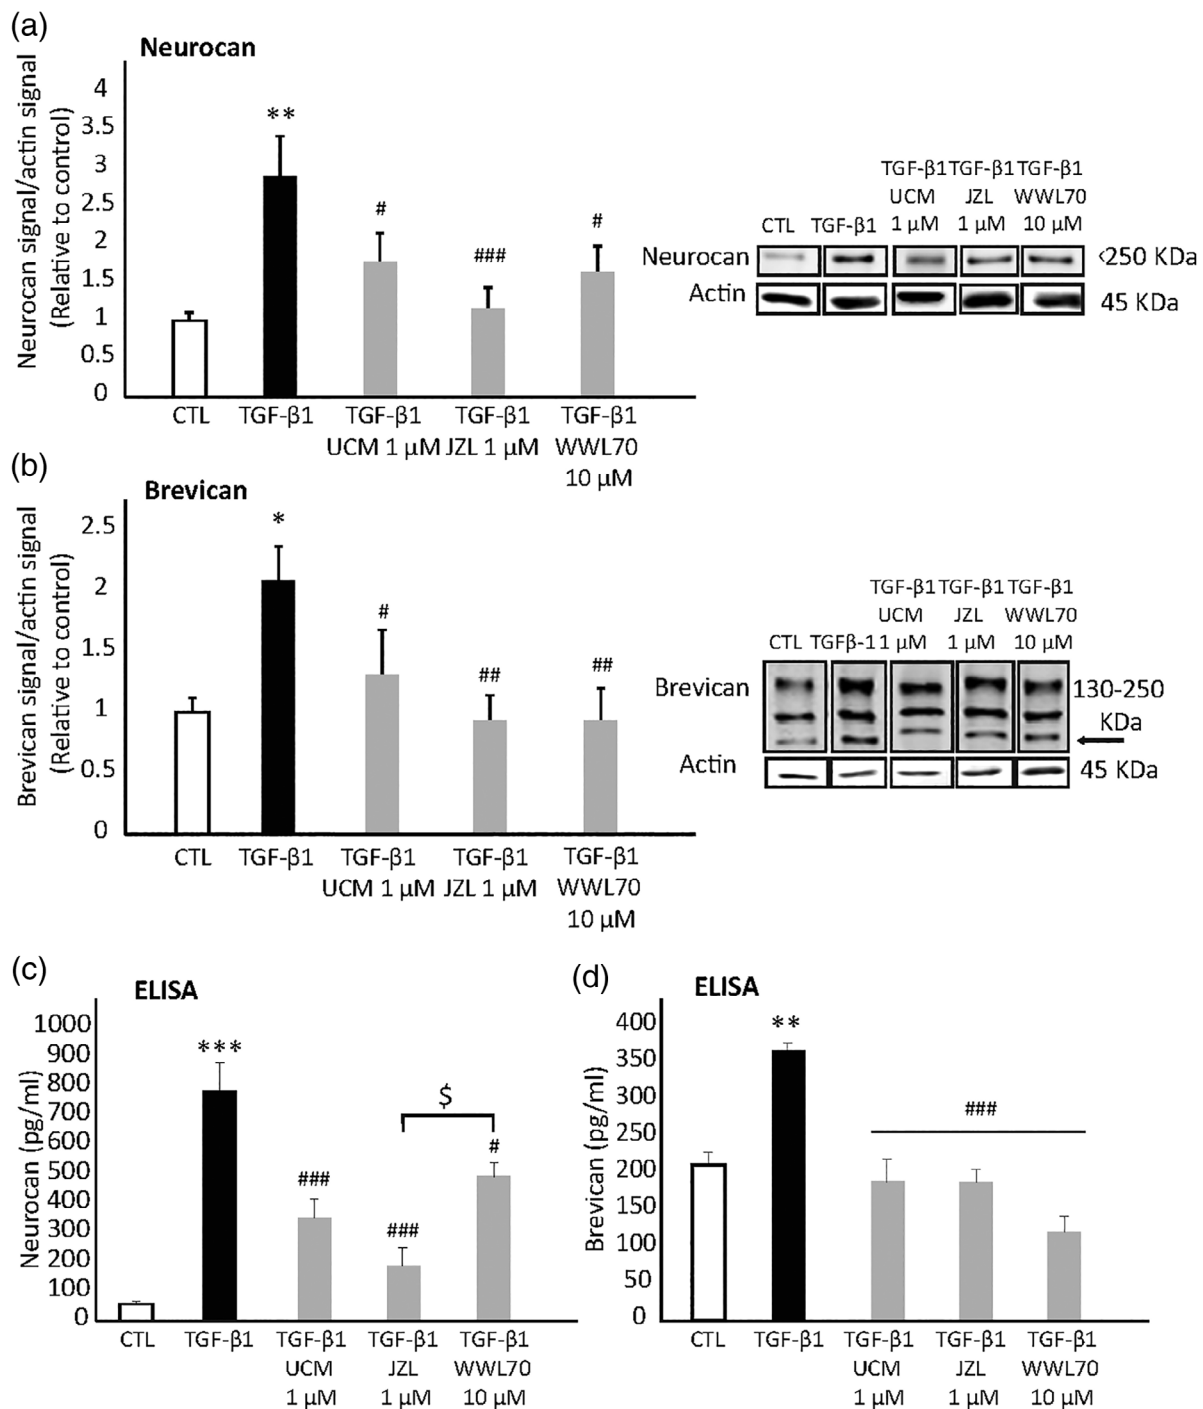 (a)
Neurocan
Neurocan signal/actin signal
(Relative to control)
4
3.5
3
2.5
2
1.5
1
0.5
0
**
#
###
#
CTL TGF-β1 TGF-β1 TGF-β1 TGF-β1
UCM 1 μM JZL 1 μM WWL70
10 μM
TGF-β1 TGF-β1 TGF-β1
UCM JZL WWL70
CTL TGF-β1 1 μM 1 μM 10 μM
Neurocan <250 KDa
Actin 45 KDa
(b)
Brevican
Brevican signal/actin signal
(Relative to control)
2.5
2
1.5
1
0.5
0
*
#
##
##
CTL TGF-β1 TGF-β1 TGF-β1 TGF-β1
UCM 1 μM JZL 1 μM WWL70
10 μM
TGF-β1 TGF-β1 TGF-β1
UCM JZL WWL70
CTL TGFβ-1 1 μM 1 μM 10 μM
Brevican 130-250
KDa
Actin 45 KDa
(c)
ELISA
Neurocan (pg/ml)
1000
900
800
700
600
500
400
300
200
100
0
***
###
###
$
#
CTL TGF-β1 TGF-β1 TGF-β1 TGF-β1
UCM JZL WWL70
1 μM 1 μM 10 μM
(d)
ELISA
Brevican (pg/ml)
400
350
300
250
200
150
100
50
0
**
###
CTL TGF-β1 TGF-β1 TGF-β1 TGF-β1
UCM JZL WWL70
1 μM 1 μM 10 μM